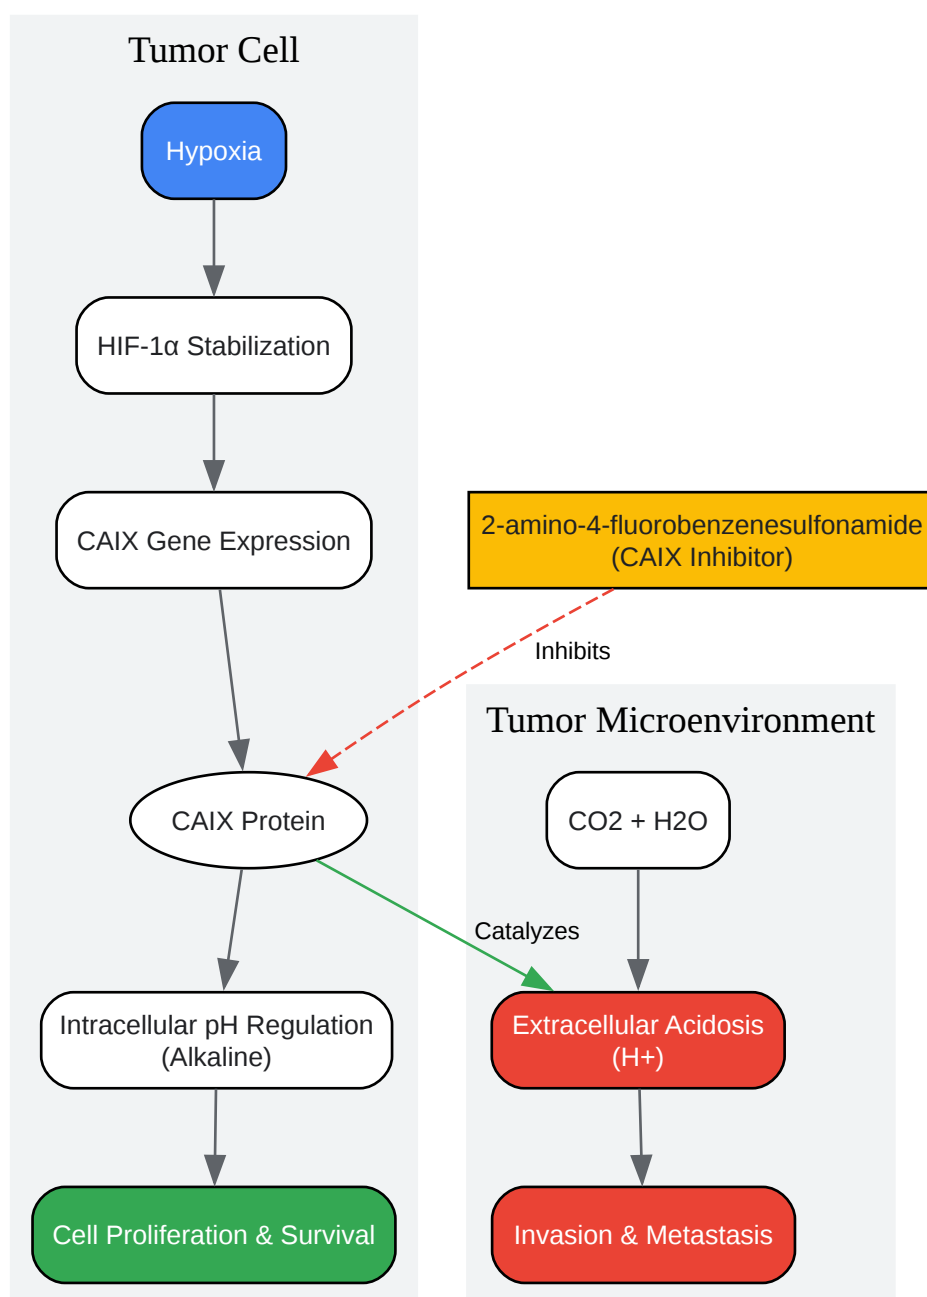 Tumor Cell
Hypoxia
HIF-1α Stabilization
CAIX Gene Expression
2-amino-4-fluorobenzenesulfonamide
(CAIX Inhibitor)
Inhibits
Tumor Microenvironment
CAIX Protein
CO2 + H2O
Catalyzes
Intracellular pH Regulation
(Alkaline)
Extracellular Acidosis
(H+)
Cell Proliferation & Survival
Invasion & Metastasis